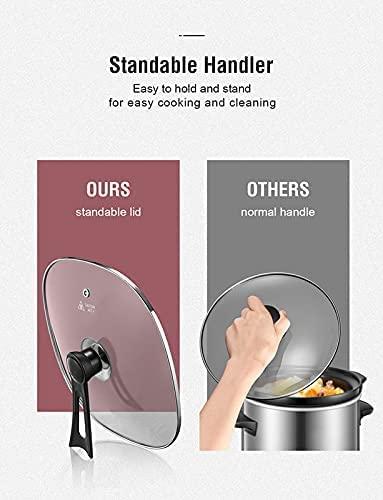 Standable Handler
Easy to hold and stand
for easy cooking and cleaning
OURS
standable lid
OTHERS
normal handle